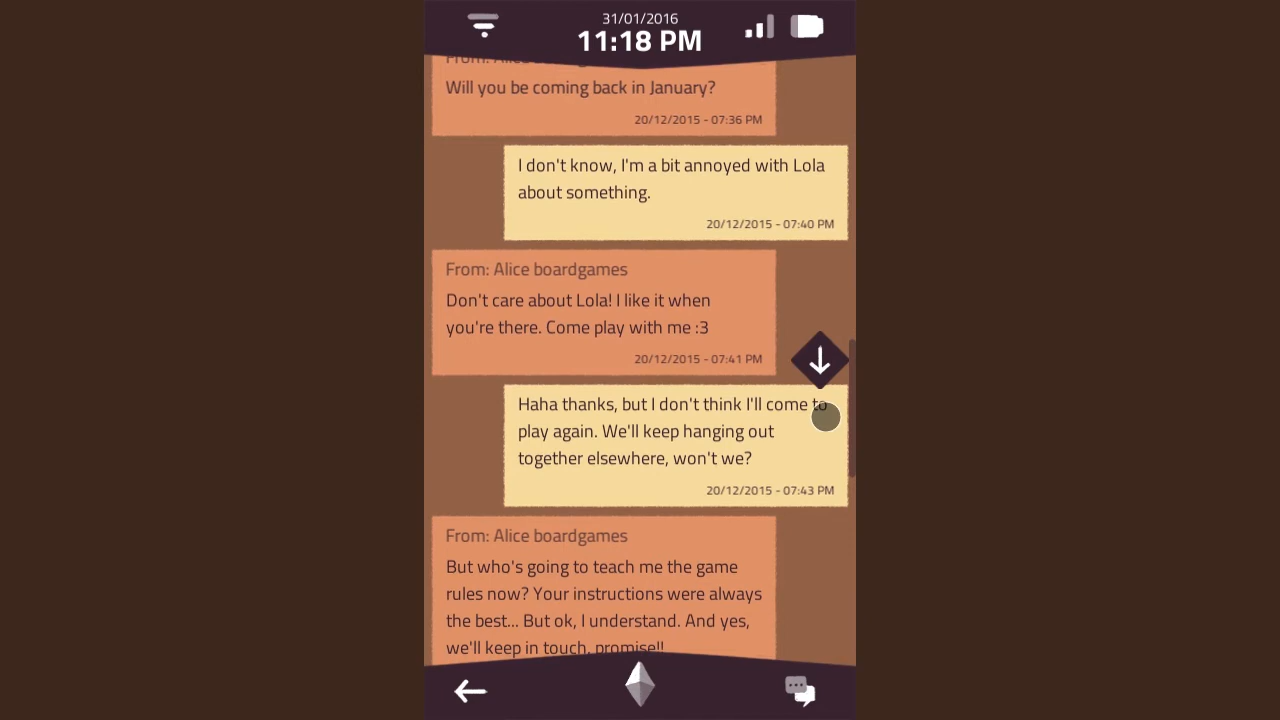 31/01/2016
11:18 PM
From: Alice
Will you be coming back in January?
20/12/2015 - 07:36 PM
I don't know, I'm a bit annoyed with Lola
about something.
20/12/2015 - 07:40 PM
From: Alice boardgames
Don't care about Lola! I like it when
you're there. Come play with me :3
20/12/2015 - 07:41 PM
Haha thanks, but I don't think I'll come to
play again. We'll keep hanging out
together elsewhere, won't we?
20/12/2015 - 07:43 PM
From: Alice boardgames
But who's going to teach me the game
rules now? Your instructions were always
the best... But ok, I understand. And yes,
we'll keep in touch, promise!!